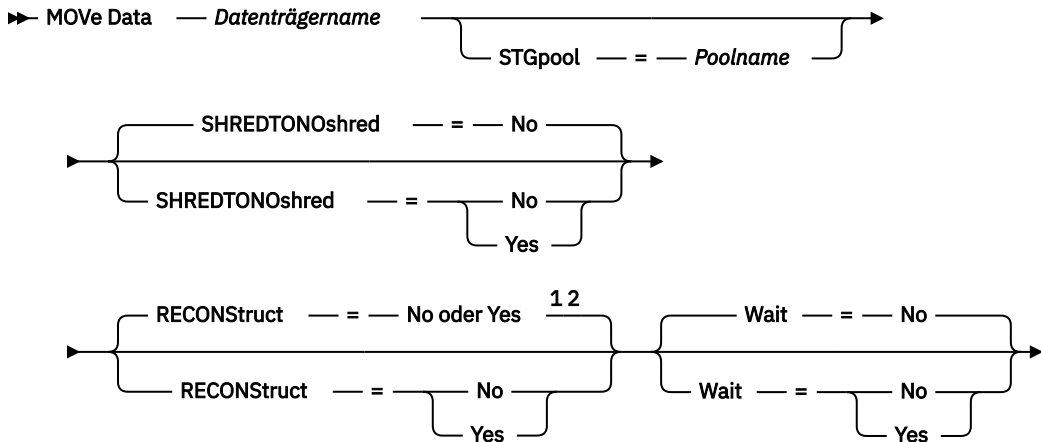 MOVe Data Datenträgername
STGpool = Poolname
SHREDTONOshred = No
SHREDTONOshred = No
Yes
RECONStruct = No oder Yes 1 2 Wait = No
RECONStruct = No Wait = No
Yes Yes